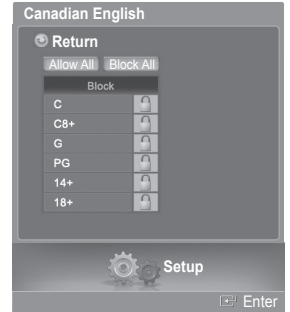 Canadian English
Return
Allow All Block All
Block
C
C8+
G
PG
14+
18+
Setup
Enter